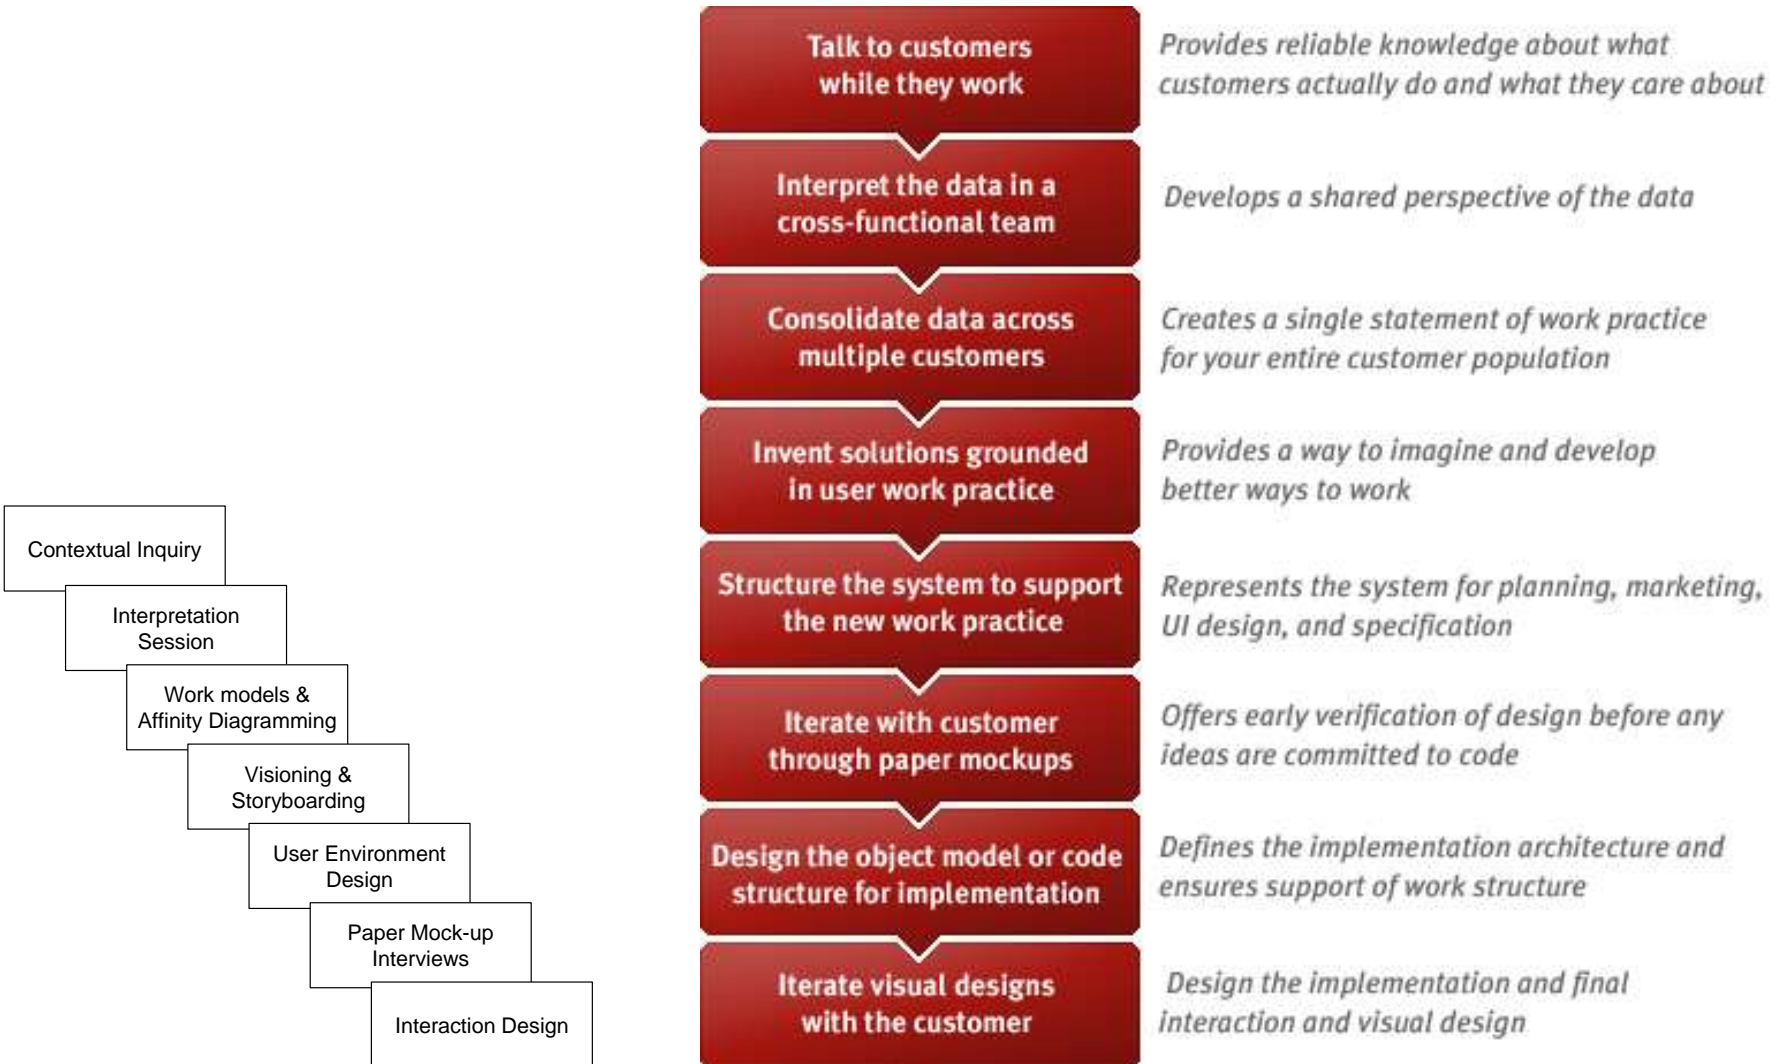 Talk to customers
while they work
Provides reliable knowledge about what
customers actually do and what they care about
Interpret the data in a
cross-functional team
Develops a shared perspective of the data
Consolidate data across
multiple customers
Creates a single statement of work practice
for your entire customer population
Invent solutions grounded
in user work practice
Provides a way to imagine and develop
better ways to work
Structure the system to support
the new work practice
Represents the system for planning, marketing,
UI design, and specification
Iterate with customer
through paper mockups
Offers early verification of design before any
ideas are committed to code
Design the object model or code
structure for implementation
Defines the implementation architecture and
ensures support of work structure
Iterate visual designs
with the customer
Design the implementation and final
interaction and visual design
Contextual Inquiry
Interpretation
Session
Work models &
Affinity Diagramming
Visioning &
Storyboarding
User Environment
Design
Paper Mock-up
Interviews
Interaction Design